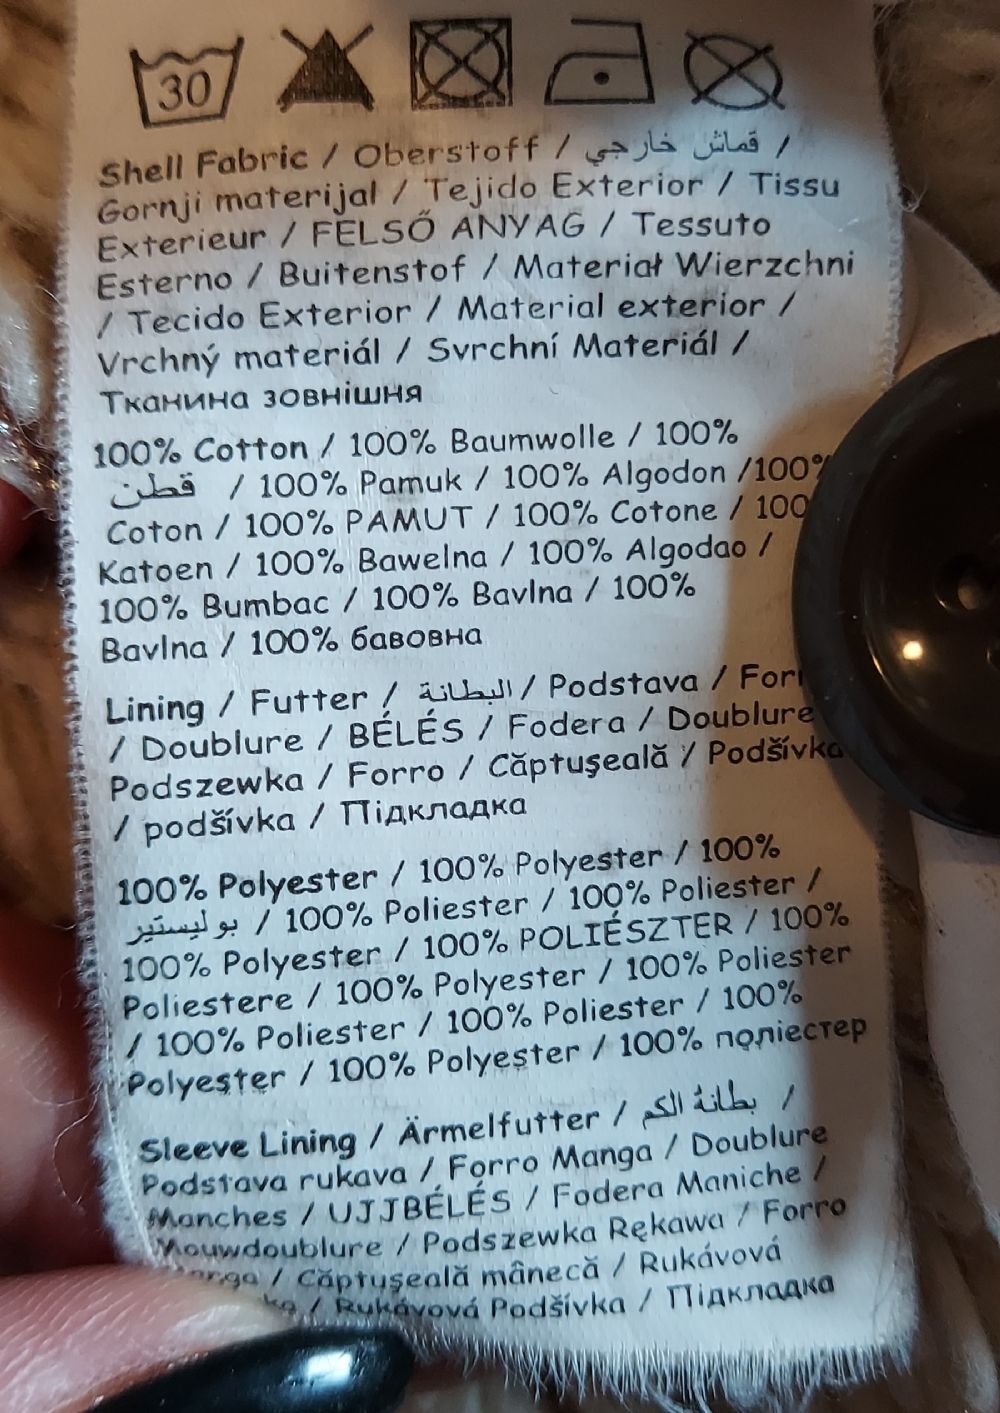 30
Shell Fabric / Oberstoff / قماش خارجي /
Gornji materijal / Tejido Exterior / Tissu
Exterieur / FELSŐ ANYAG / Tessuto
Esterno / Buitenstof / Materiał Wierzchni
/ Tecido Exterior / Material exterior /
Vrchný materiál / Svrchní Materiál /
Тканина зовнішня
100% Cotton / 100% Baumwolle / 100%
قطن / 100% Pamuk / 100% Algodon /100%
Coton / 100% PAMUT / 100% Cotone / 100
Katoen / 100% Bawelna / 100% Algodao /
100% Bumbac / 100% Bavlna / 100%
Bavlna / 100% бавовна
Lining / Futter / البطانة / Podstava /
/ Doublure / BÉLÉS / Fodera / Doublure
Podszewka / Forro / Căptuşeală / Podšívka
/ podšívka / Підкладка
100% Polyester / 100% Polyester / 100%
بوليستير / 100% Poliester / 100% Poliester /
100% Polyester / 100% POLIÉSZTER / 100%
Poliestere / 100% Polyester / 100% Poliester
/ 100% Poliester / 100% Poliester / 100%
Polyester / 100% Polyester / 100% поліестер
Sleeve Lining / Ärmelfutter / بطانة الكم /
Podstava rukava / Forro Manga / Doublure
Manches / UJJBÉLÉS / Fodera Maniche /
Mouwdoublure / Podszewka Rękawa / Forro
/ Căptuşeală mânecă / Rukávová
/ Rukávová Podšívka / Підкладка